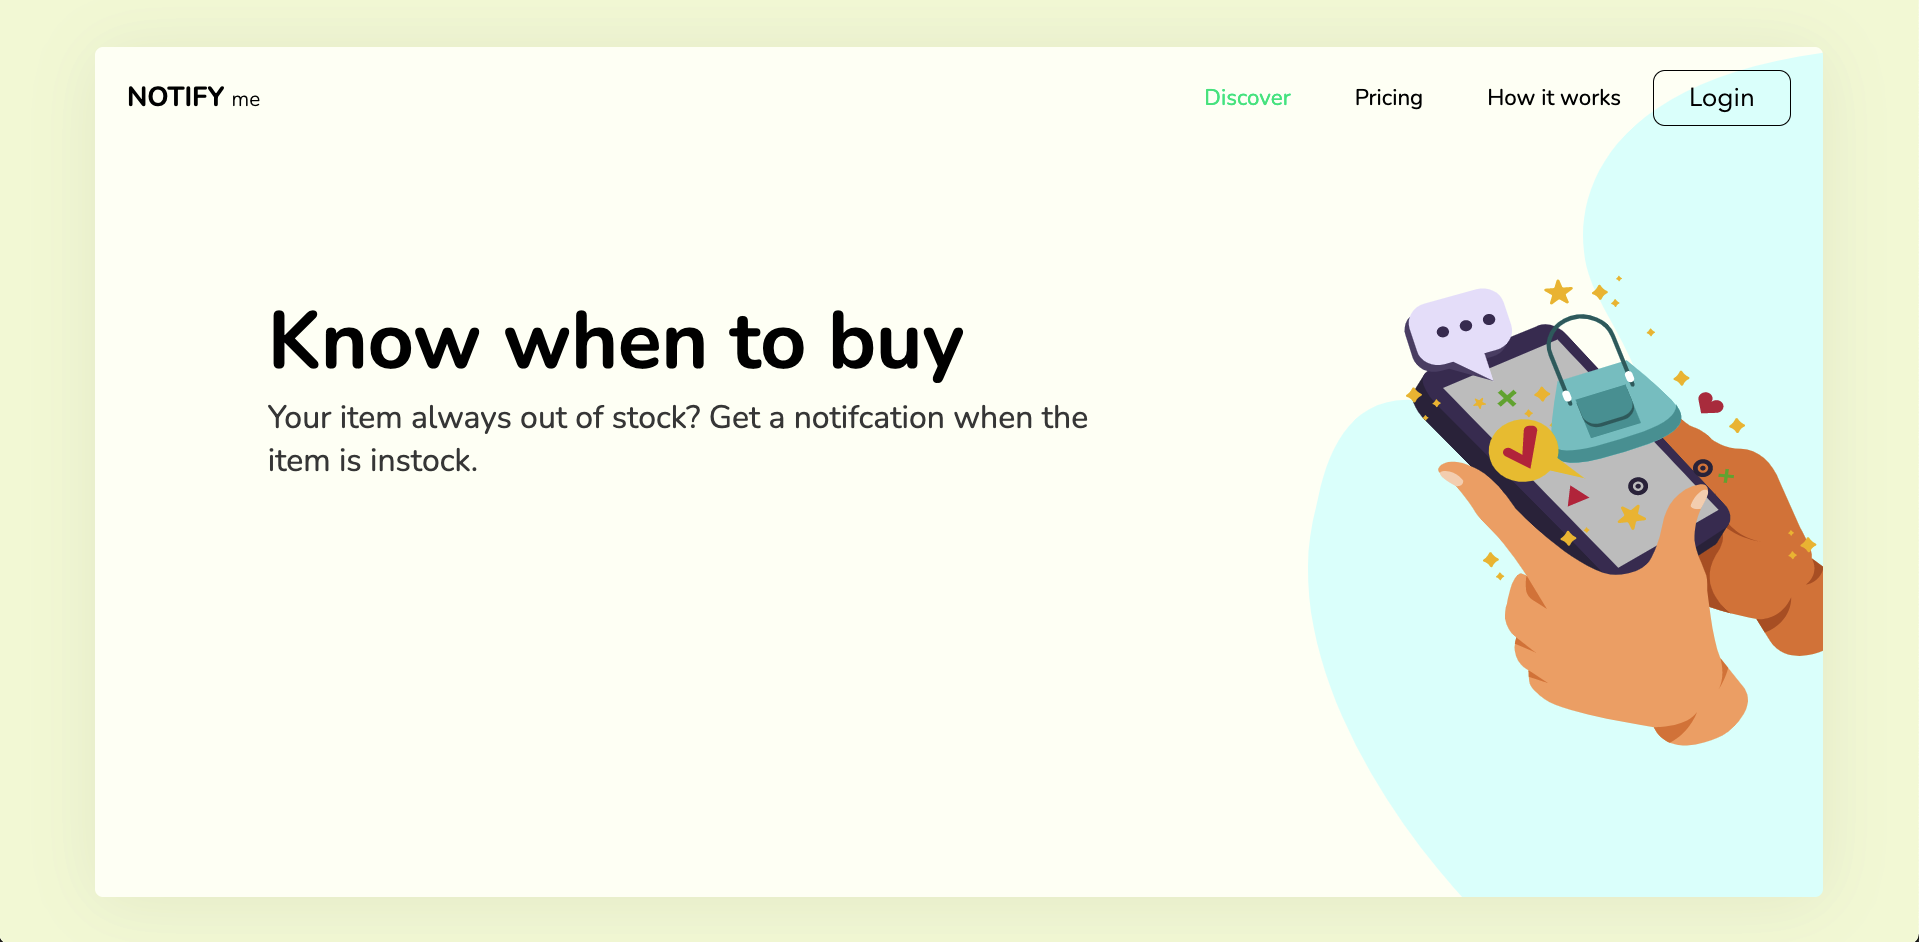 NOTIFY me
Discover Pricing How it works Login
Know when to buy
Your item always out of stock? Get a notifcation when the
item is instock.